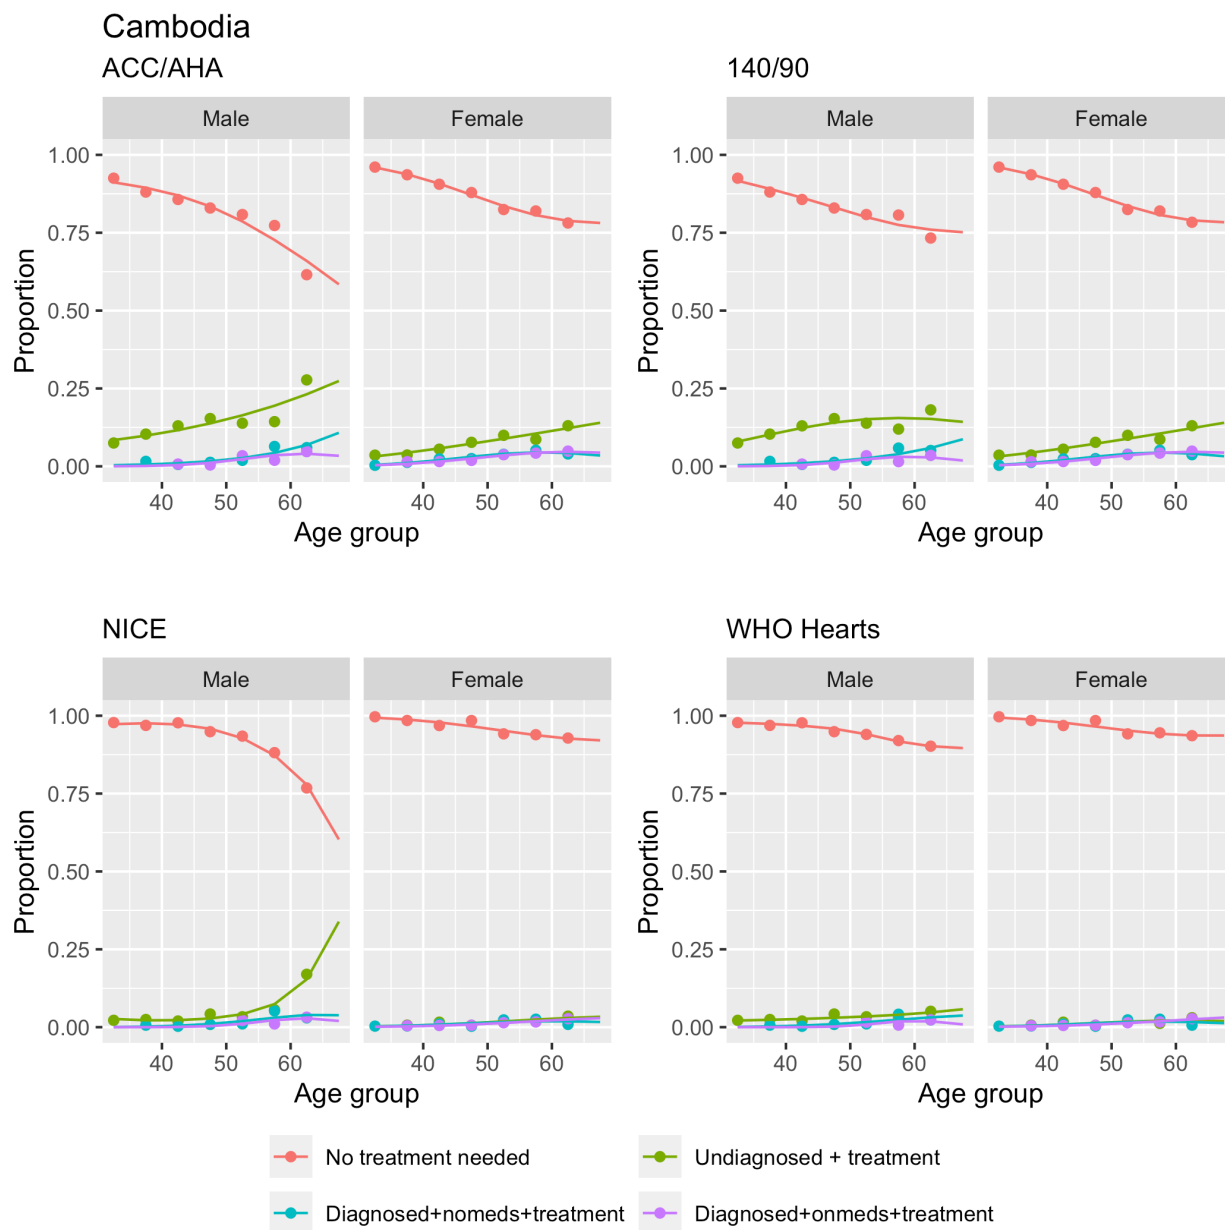 Cambodia
ACC/AHA
140/90
Male
Female
Male
Female
Proportion
1.00
0.75
0.50
0.25
0.00
40
50
60
40
50
60
Age group
Proportion
1.00
0.75
0.50
0.25
0.00
40
50
60
40
50
60
Age group
NICE
WHO Hearts
Male
Female
Male
Female
Proportion
1.00
0.75
0.50
0.25
0.00
40
50
60
40
50
60
Age group
Proportion
1.00
0.75
0.50
0.25
0.00
40
50
60
40
50
60
Age group
No treatment needed
Undiagnosed + treatment
Diagnosed+nomeds+treatment
Diagnosed+onmeds+treatment